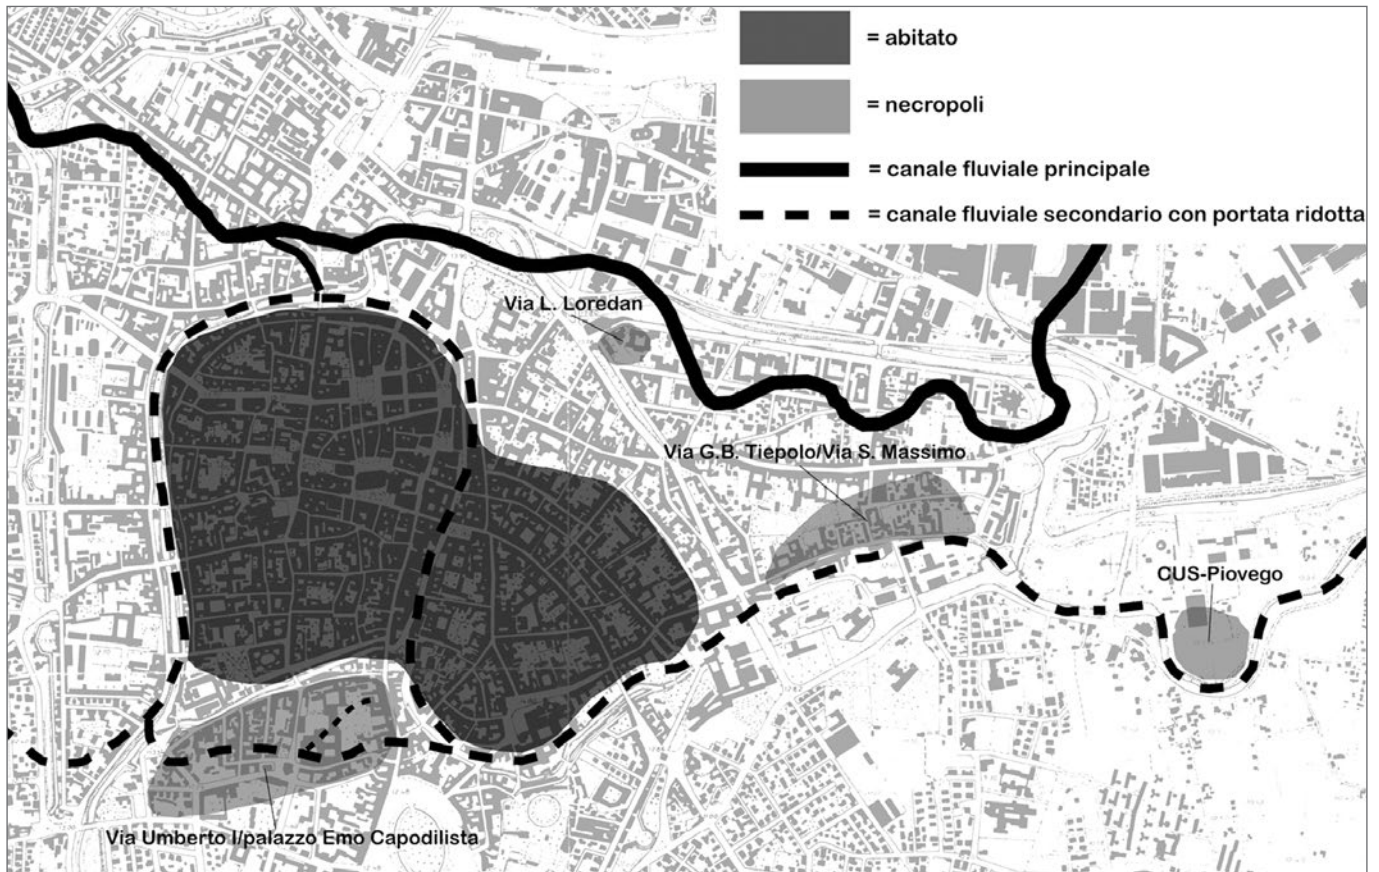 = abitato
= necropoli
= canale fluviale principale
= canale fluviale secondario con portata ridotta
Via L. Loredan
Via G.B. Tiepolo/Via S. Massimo
CUS-Piovego
Via Umberto I/palazzo Emo Capodilista